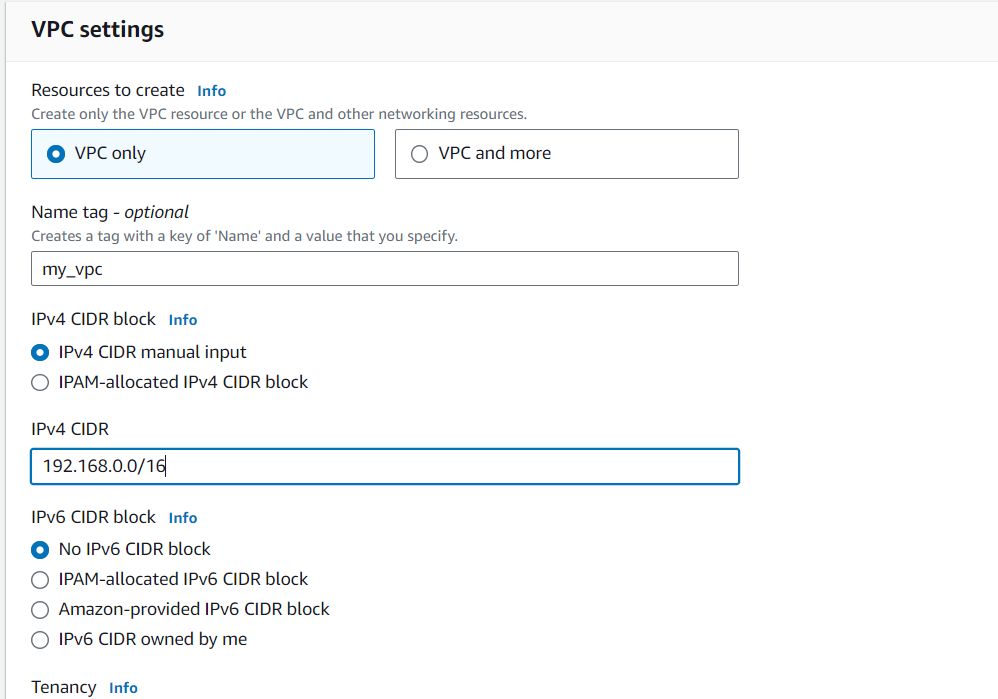 VPC settings
Resources to create Info
Create only the VPC resource or the VPC and other networking resources.
VPC only
VPC and more
Name tag - optional
Creates a tag with a key of 'Name' and a value that you specify.
my_vpc
IPv4 CIDR block Info
IPv4 CIDR manual input
IPAM-allocated IPv4 CIDR block
IPv4 CIDR
192.168.0.0/16
IPv6 CIDR block Info
No IPv6 CIDR block
IPAM-allocated IPv6 CIDR block
Amazon-provided IPv6 CIDR block
IPv6 CIDR owned by me
Tenancy Info